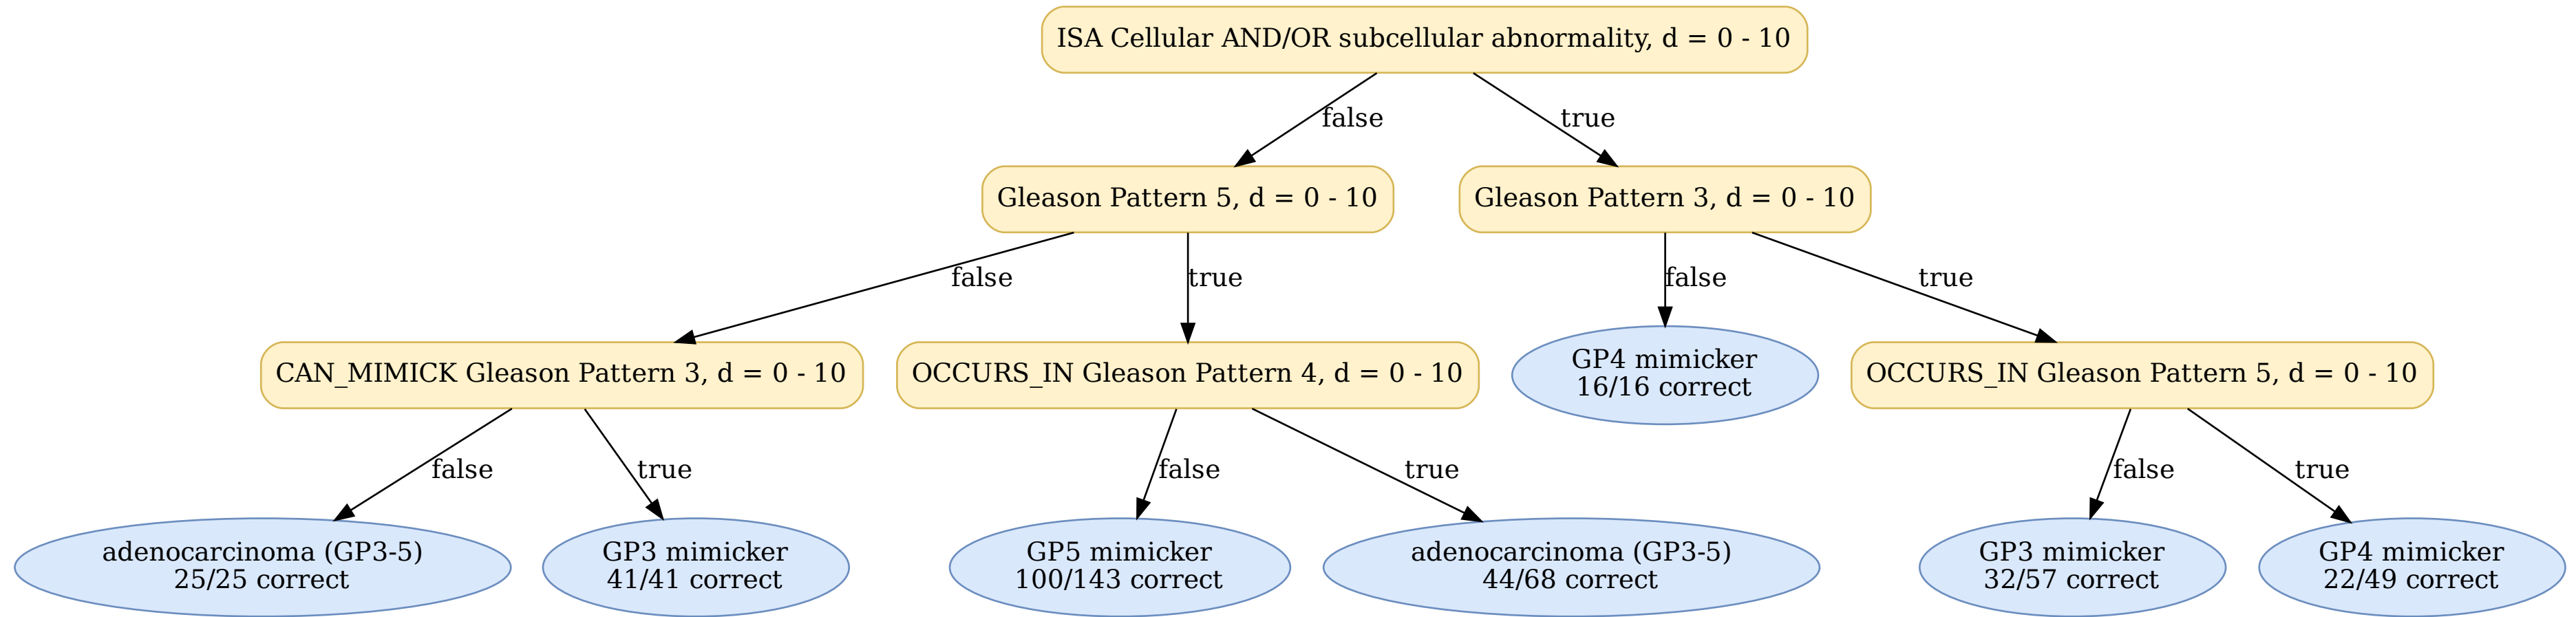 ISA Cellular AND/OR subcellular abnormality, d = 0 - 10
false
true
Gleason Pattern 5, d = 0 - 10
Gleason Pattern 3, d = 0 - 10
false
true
false
true
CAN_MIMICK Gleason Pattern 3, d = 0 - 10
OCCURS_IN Gleason Pattern 4, d = 0 - 10
GP4 mimicker
16/16 correct
OCCURS_IN Gleason Pattern 5, d = 0 - 10
false
true
false
true
false
true
adenocarcinoma (GP3-5)
25/25 correct
GP3 mimicker
41/41 correct
GP5 mimicker
100/143 correct
adenocarcinoma (GP3-5)
44/68 correct
GP3 mimicker
32/57 correct
GP4 mimicker
22/49 correct